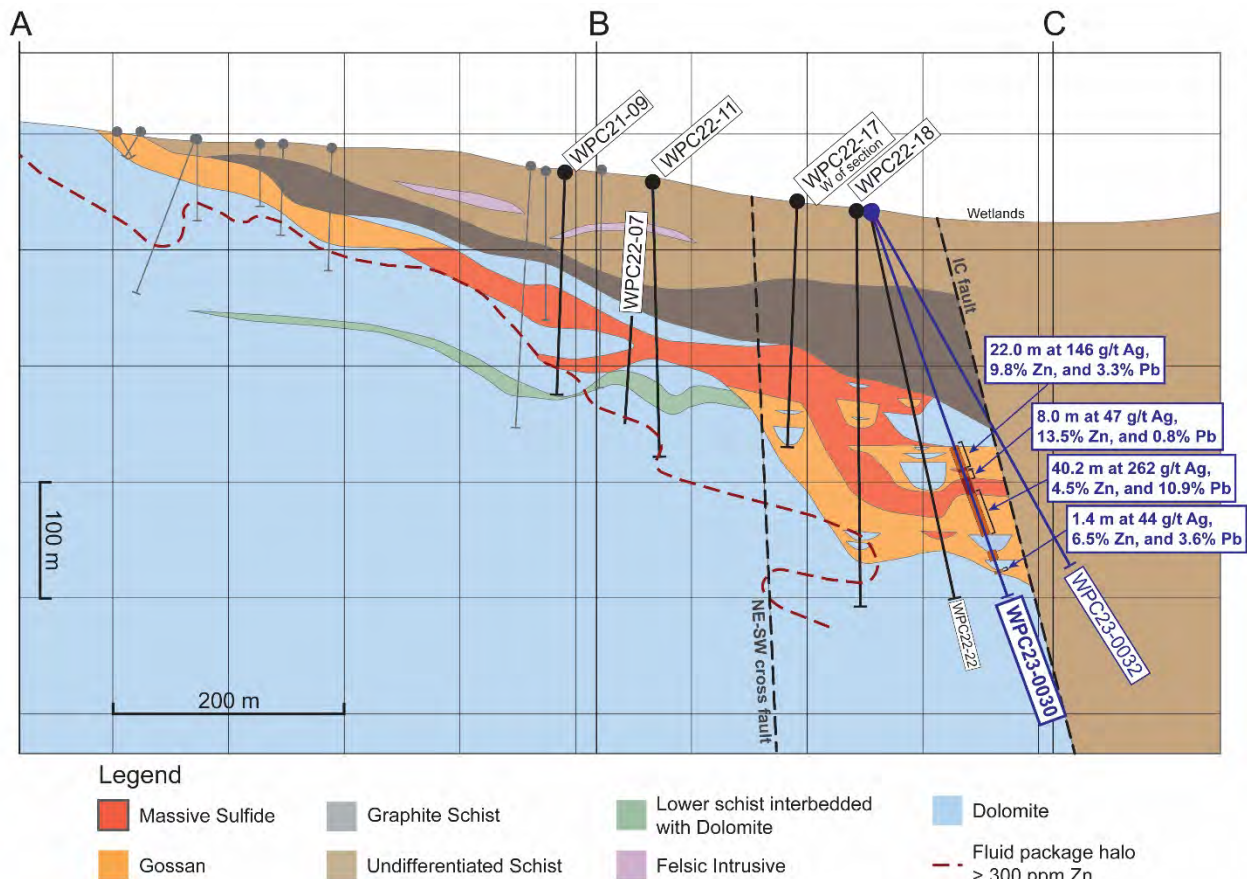 A
B
C
WPC21-09
WPC22-11
WPC22-17
W of section
WPC22-18
Wetlands
WPC22-07
IC fault
22.0 m at 146 g/t Ag,
9.8% Zn, and 3.3% Pb
8.0 m at 47 g/t Ag,
13.5% Zn, and 0.8% Pb
40.2 m at 262 g/t Ag,
4.5% Zn, and 10.9% Pb
1.4 m at 44 g/t Ag,
6.5% Zn, and 3.6% Pb
100 m
200 m
NE-SW cross fault
WPC22-22
WPC23-0030
WPC23-0032
Legend
Massive Sulfide
Graphite Schist
Lower schist interbedded
with Dolomite
Dolomite
Gossan
Undifferentiated Schist
Felsic Intrusive
Fluid package halo
> 300 ppm Zn